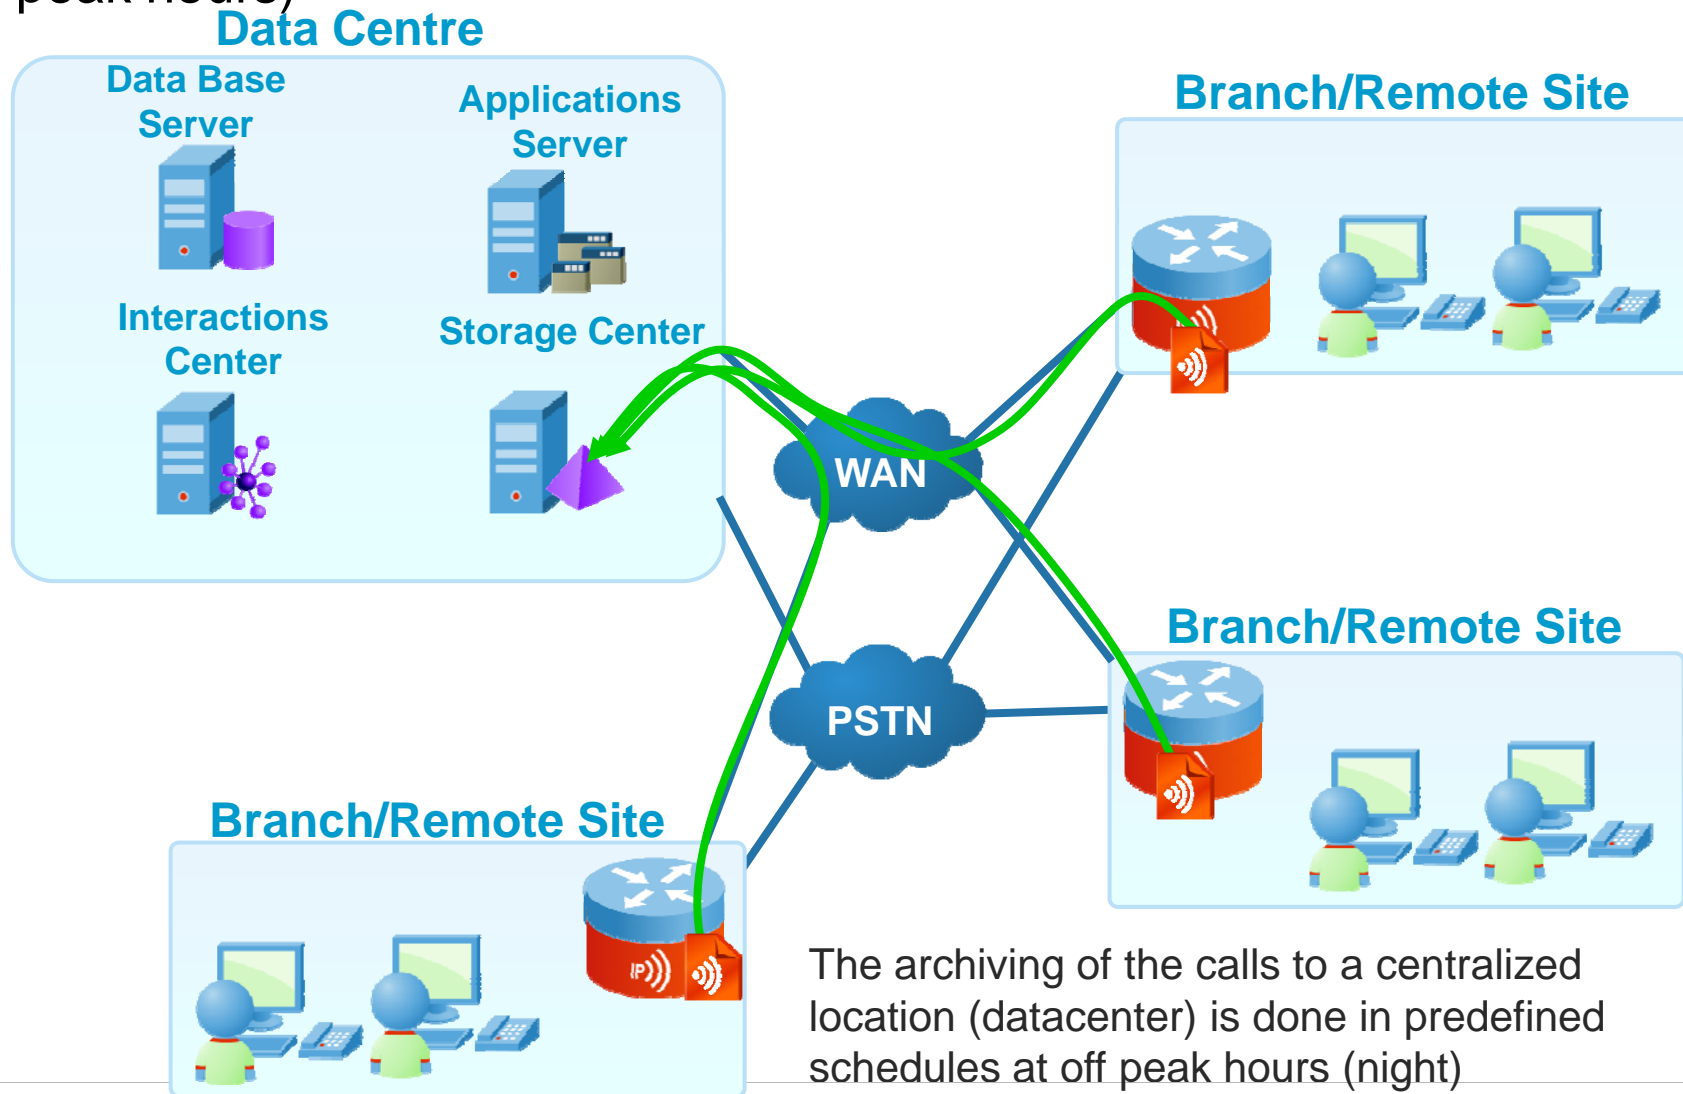 peak hours)
Data Centre
Data Base
Server
Applications
Server
Branch/Remote Site
Interactions
Center
Storage Center
WAN
Branch/Remote Site
PSTN
Branch/Remote Site
IP
The archiving of the calls to a centralized
location (datacenter) is done in predefined
schedules at off peak hours (night)